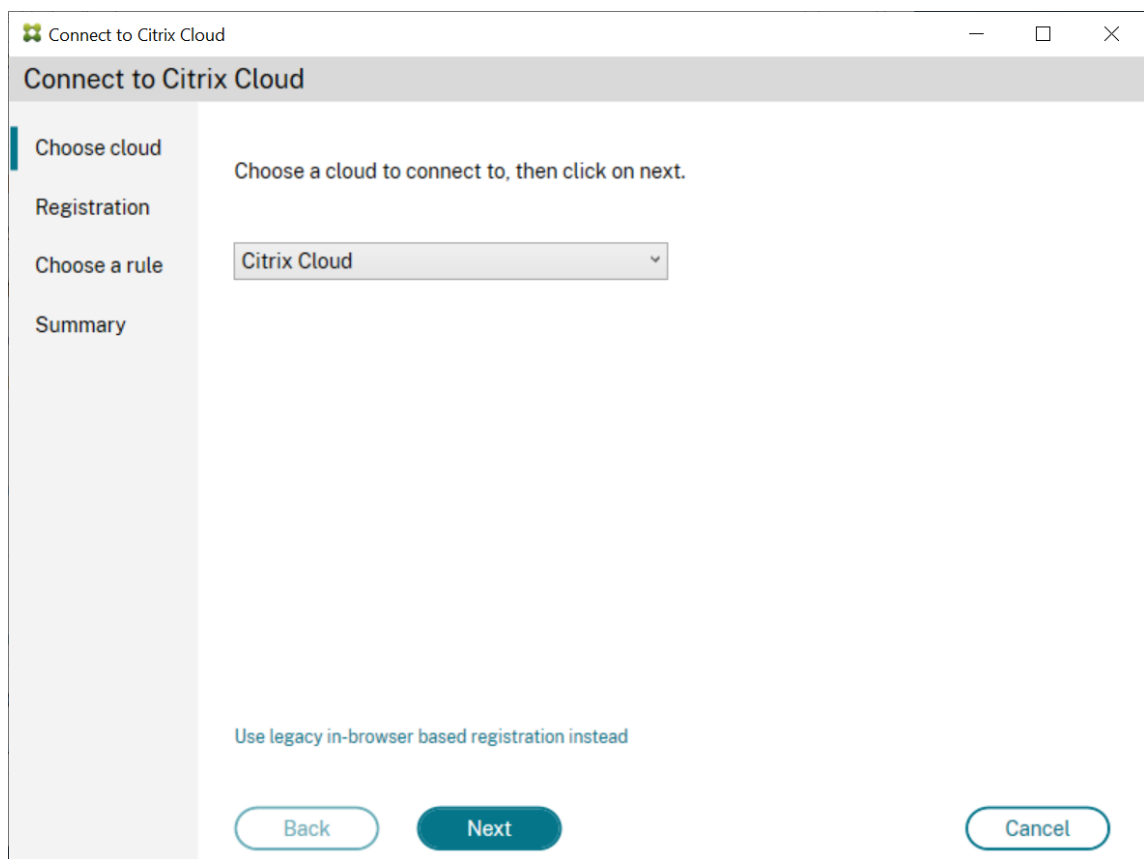 Connect to Citrix Cloud
Connect to Citrix Cloud
Choose cloud
Registration
Choose a rule
Summary
Choose a cloud to connect to, then click on next.
Citrix Cloud
Use legacy in-browser based registration instead
Back
Next
Cancel